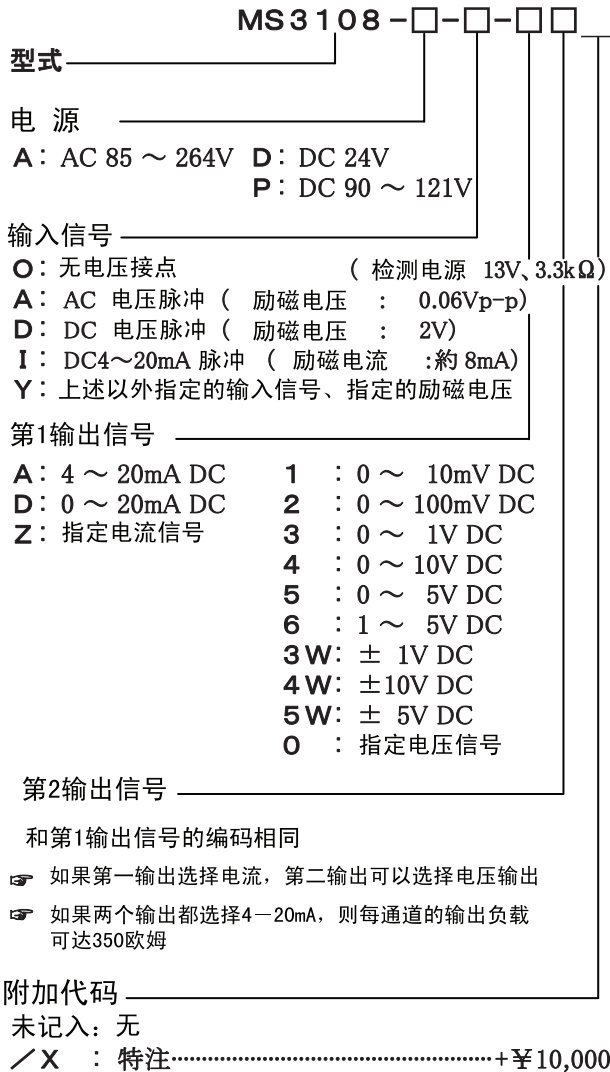 MS3108-□-□-□□
型式
电 源
A: AC 85 ~ 264V D: DC 24V
P: DC 90 ~ 121V
输入信号
O: 无电压接点 ( 检测电源 13V、3.3kΩ)
A: AC 电压脉冲 ( 励磁电压 : 0.06Vp-p)
D: DC 电压脉冲 ( 励磁电压 : 2V)
I: DC4~20mA 脉冲 ( 励磁电流 :約 8mA)
Y: 上述以外指定的输入信号、指定的励磁电压
第1输出信号
A: 4 ~ 20mA DC 1 : 0 ~ 10mV DC
D: 0 ~ 20mA DC 2 : 0 ~ 100mV DC
Z: 指定电流信号 3 : 0 ~ 1V DC
4 : 0 ~ 10V DC
5 : 0 ~ 5V DC
6 : 1 ~ 5V DC
3W: ± 1V DC
4W: ±10V DC
5W: ± 5V DC
0 : 指定电压信号
第2输出信号
和第1输出信号的编码相同
☞ 如果第一输出选择电流，第二输出可以选择电压输出
☞ 如果两个输出都选择4-20mA，则每通道的输出负载
可达350欧姆
附加代码
未记入: 无
/X : 特注……………………………………………+¥10,000